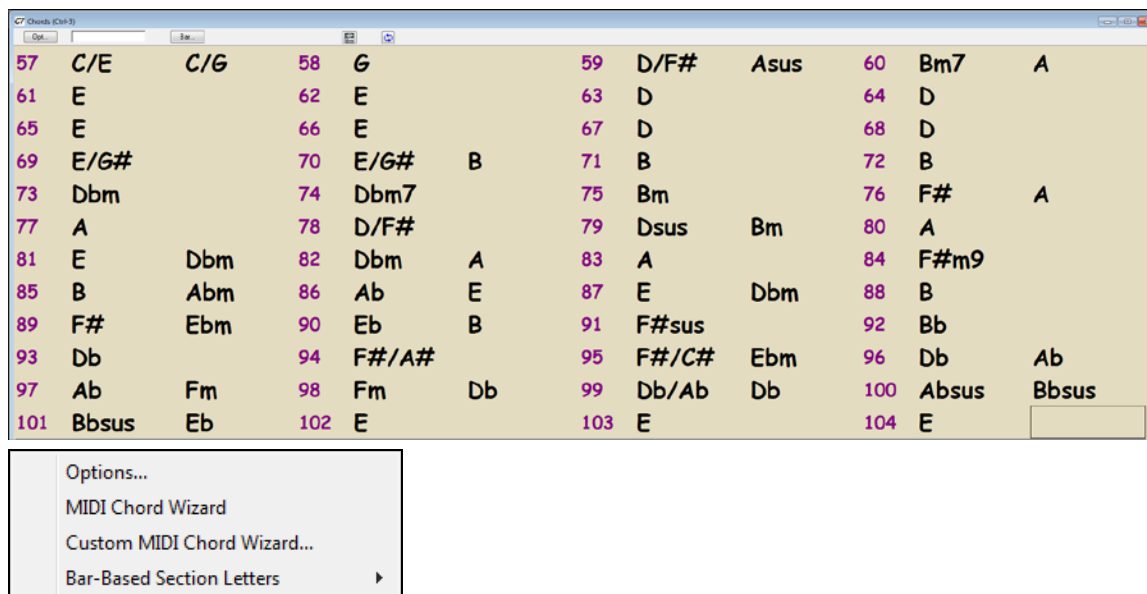 Chords (Ctrl-3)
Opt... Bar...
57 C/E C/G 58 G 59 D/F# Asus 60 Bm7 A
61 E 62 E 63 D 64 D
65 E 66 E 67 D 68 D
69 E/G# 70 E/G# B 71 B 72 B
73 Dbm 74 Dbm7 75 Bm 76 F# A
77 A 78 D/F# 79 Dsus Bm 80 A
81 E Dbm 82 Dbm A 83 A 84 F#m9
85 B Abm 86 Ab E 87 E Dbm 88 B
89 F# Ebm 90 Eb B 91 F#sus 92 Bb
93 Db 94 F#/A# 95 F#/C# Ebm 96 Db Ab
97 Ab Fm 98 Fm Db 99 Db/Ab Db 100 Absus Bbsus
101 Bbsus Eb 102 E 103 E 104 E
Options...
MIDI Chord Wizard
Custom MIDI Chord Wizard...
Bar-Based Section Letters